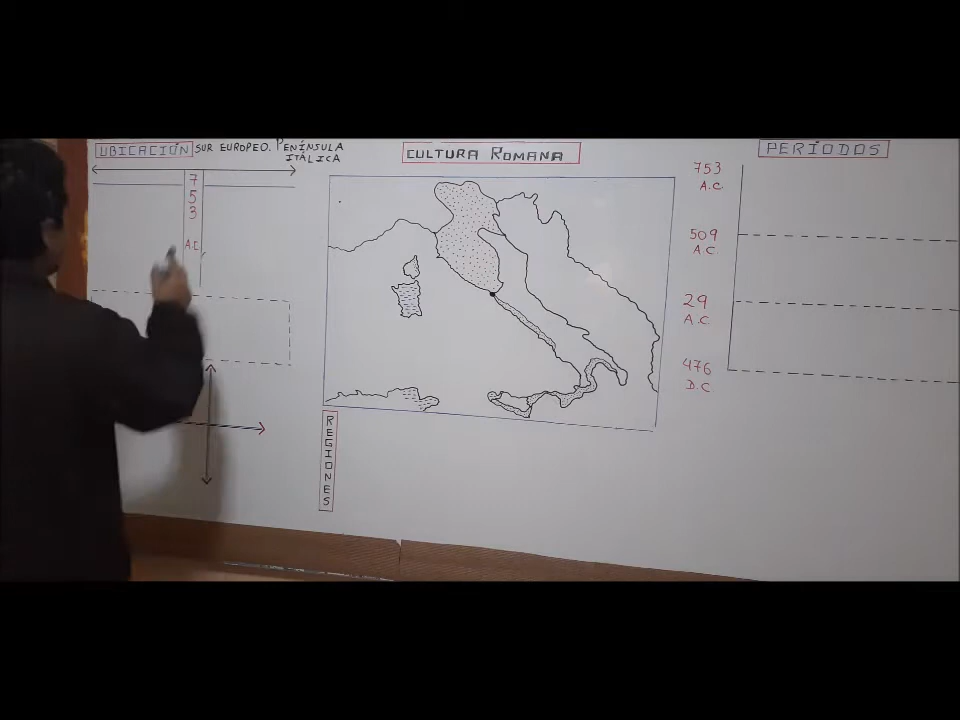 UBICACIÓN SUR EUROPEO. PENÍNSULA
ITÁLICA
7
5
3
A.C.
CULTURA ROMANA
REGIONES
PERÍODOS
753
A.C.
509
A.C.
29
A.C
476
D.C